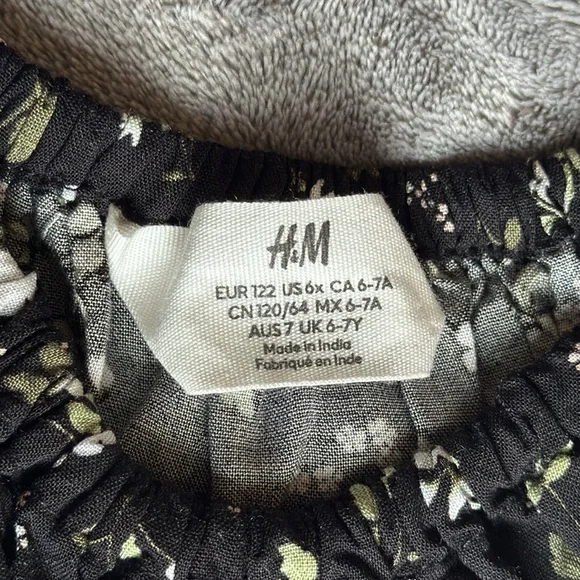 H&M
EUR 122 US 6x CA 6-7A
CN 120/64 MX 6-7A
AUS 7 UK 6-7Y
Made in India
Fabriqué en Inde